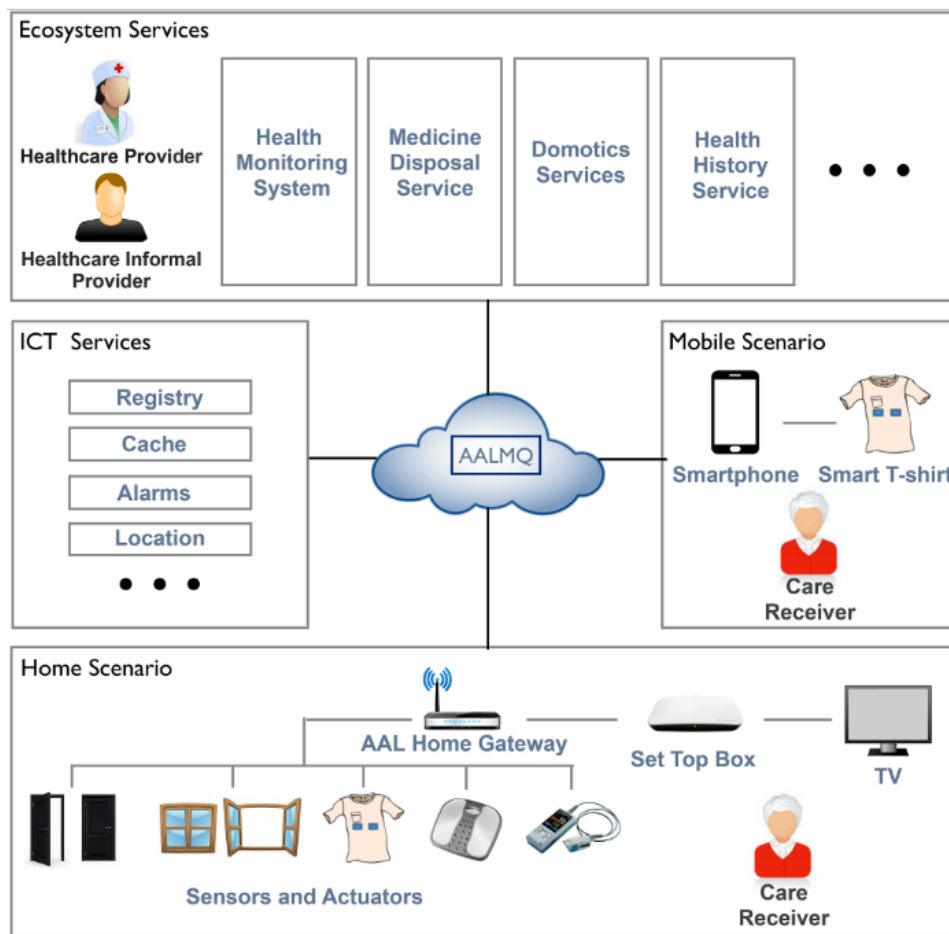 Ecosystem Services
Healthcare Provider
Healthcare Informal
Provider
Health
Monitoring
System
Medicine
Disposal
Service
Domotics
Services
Health
History
Service
ICT Services
Registry
Cache
Alarms
Location
AALMQ
Mobile Scenario
Smartphone
Smart T-shirt
Care
Receiver
Home Scenario
AAL Home Gateway
Set Top Box
TV
Sensors and Actuators
Care
Receiver